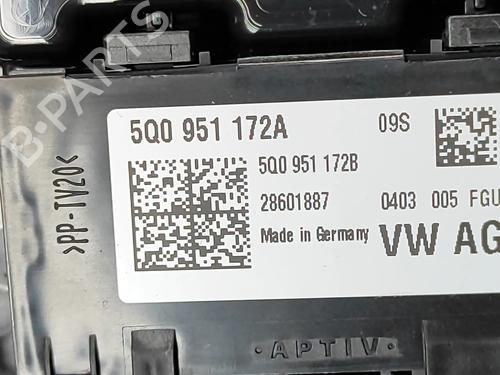 5Q0 951 172A 09S
5Q0 951 172B
28601887 0403 005 FGU
Made in Germany VW AG
>PP-TV20<
·APTIV·
B-PARTS